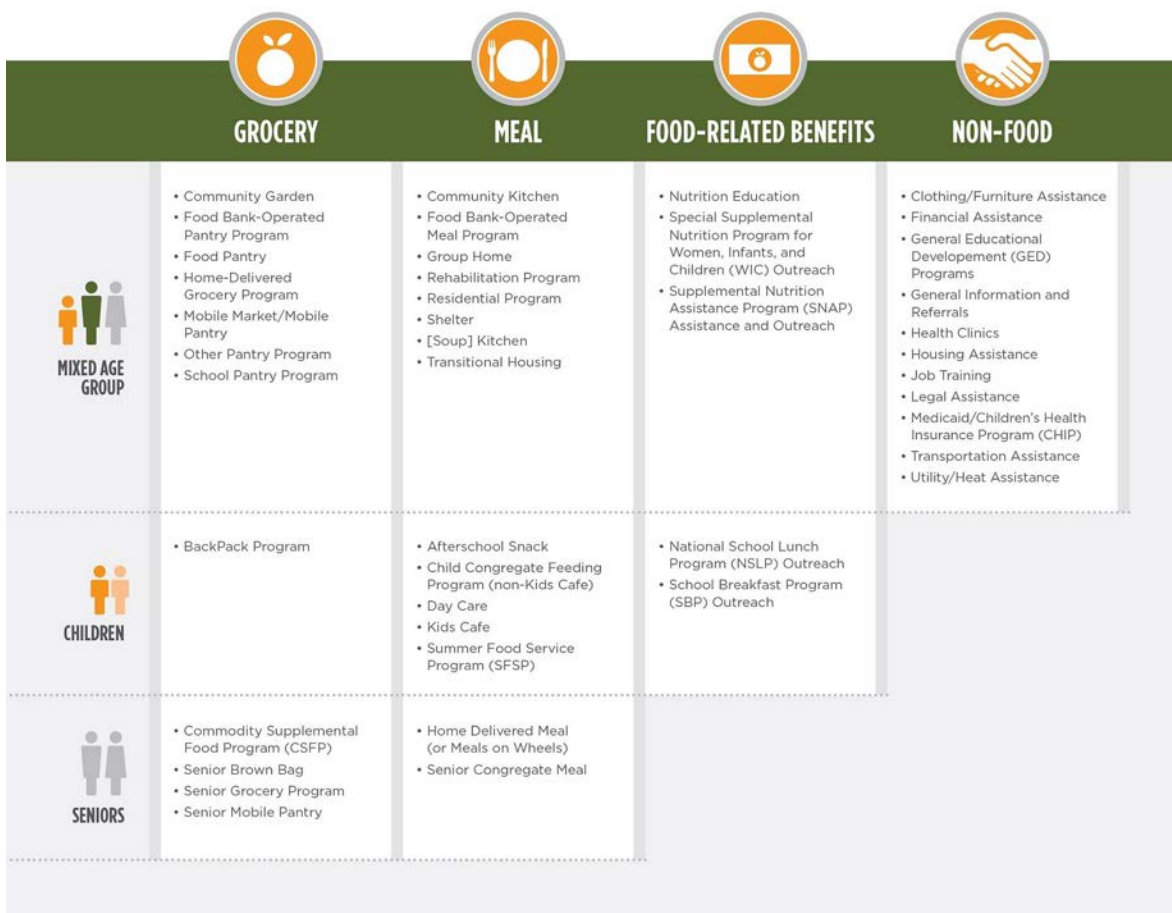 GROCERY
MEAL
FOOD-RELATED BENEFITS
NON-FOOD
MIXED AGE
GROUP
• Community Garden
• Food Bank-Operated
Pantry Program
• Food Pantry
• Home-Delivered
Grocery Program
• Mobile Market/Mobile
Pantry
• Other Pantry Program
• School Pantry Program
• Community Kitchen
• Food Bank-Operated
Meal Program
• Group Home
• Rehabilitation Program
• Residential Program
• Shelter
• [Soup] Kitchen
• Transitional Housing
• Nutrition Education
• Special Supplemental
Nutrition Program for
Women, Infants, and
Children (WIC) Outreach
• Supplemental Nutrition
Assistance Program (SNAP)
Assistance and Outreach
• Clothing/Furniture Assistance
• Financial Assistance
• General Educational
Developement (GED)
Programs
• General Information and
Referrals
• Health Clinics
• Housing Assistance
• Job Training
• Legal Assistance
• Medicaid/Children's Health
Insurance Program (CHIP)
• Transportation Assistance
• Utility/Heat Assistance
CHILDREN
• BackPack Program
• Afterschool Snack
• Child Congregate Feeding
Program (non-Kids Cafe)
• Day Care
• Kids Cafe
• Summer Food Service
Program (SFSP)
• National School Lunch
Program (NSLP) Outreach
• School Breakfast Program
(SBP) Outreach
SENIORS
• Commodity Supplemental
Food Program (CSFP)
• Senior Brown Bag
• Senior Grocery Program
• Senior Mobile Pantry
• Home Delivered Meal
(or Meals on Wheels)
• Senior Congregate Meal